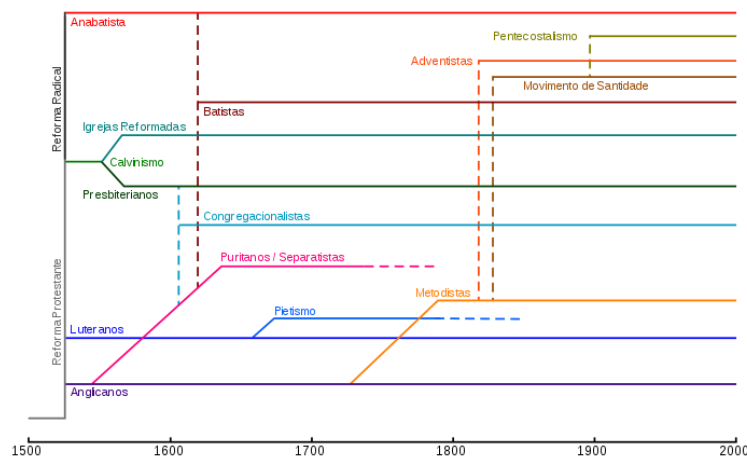 Anabatista
Pentecostalismo
Adventistas
Movimento de Santidade
Batistas
Reforma Radical
Igrejas Reformadas
Calvinismo
Presbiterianos
Congregacionalistas
Puritanos / Separatistas
Reforma Protestante
Metodistas
Pietismo
Luteranos
Anglicanos
1500 1600 1700 1800 1900 2000